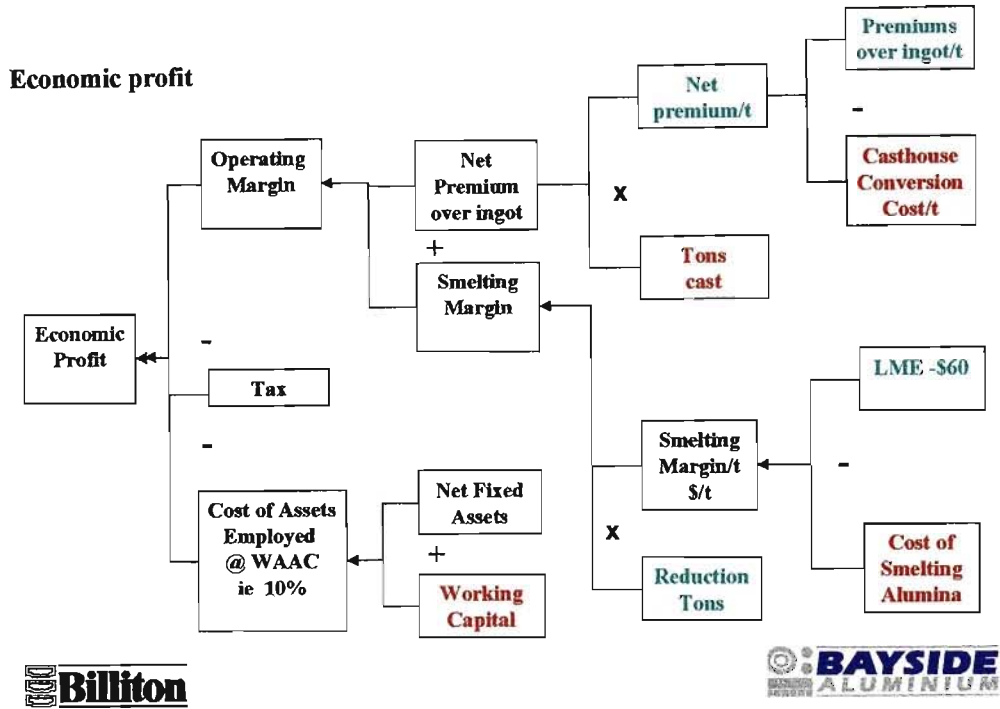 Economic profit
Premiums
over ingot/t
Net
premium/t
-
Casthouse
Conversion
Cost/t
Operating
Margin
Net
Premium
over ingot
X
Tons
cast
+
Smelting
Margin
Economic
Profit
-
Tax
-
LME -$60
Smelting
Margin/t
$/t
-
Cost of
Smelting
Alumina
X
Reduction
Tons
Cost of Assets
Employed
@ WAAC
ie 10%
Net Fixed
Assets
+
Working
Capital
Billiton
BAYSIDE
ALUMINIUM